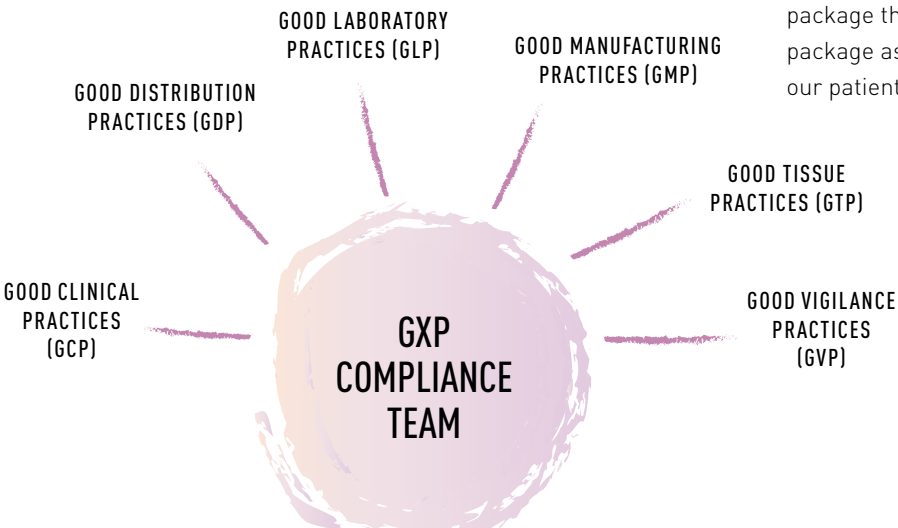 package th
package as
our patient
GOOD LABORATORY
PRACTICES (GLP)
GOOD MANUFACTURING
PRACTICES (GMP)
GOOD DISTRIBUTION
PRACTICES (GDP)
GOOD TISSUE
PRACTICES (GTP)
GOOD CLINICAL
PRACTICES
(GCP)
GOOD VIGILANCE
PRACTICES
(GVP)
GXP
COMPLIANCE
TEAM